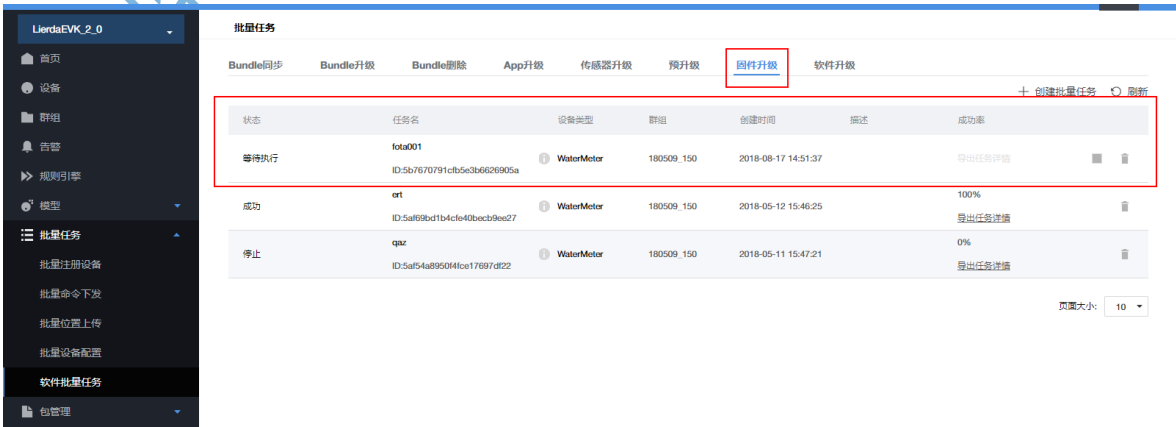 LierdaEVK_2_0
批量任务
首页
设备
群组
告警
规则引擎
模型
批量任务
批量注册设备
批量命令下发
批量位置上传
批量设备配置
软件批量任务
包管理
Bundle同步 Bundle升级 Bundle删除 App升级 传感器升级 预升级 固件升级 软件升级
创建批量任务 刷新
状态 任务名 设备类型 群组 创建时间 描述 成功率
等待执行 fota001 WaterMeter 180509_150 2018-08-17 14:51:37 导出任务详情
ID:5b7670791cfb5e3b6626905a
成功 ert WaterMeter 180509_150 2018-05-12 15:46:25 100%
ID:5af69bd1b4cfe40becb9ee27 导出任务详情
停止 qaz WaterMeter 180509_150 2018-05-11 15:47:21 0%
ID:5af54a8950f4fce17697df22 导出任务详情
页面大小: 10